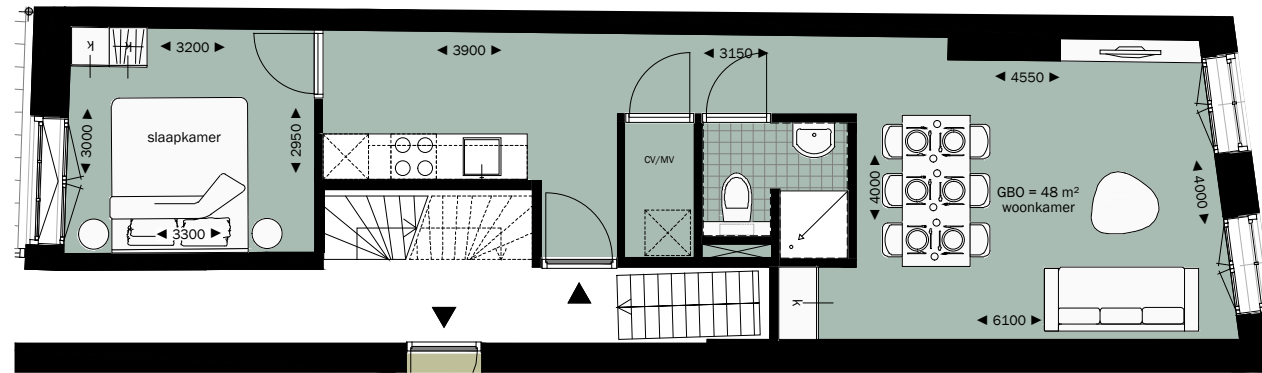 3200
3900
3150
4550
K
K
3000
slaapkamer
2950
CV/MV
4000
GBO = 48 m²
woonkamer
4000
3300
K
6100